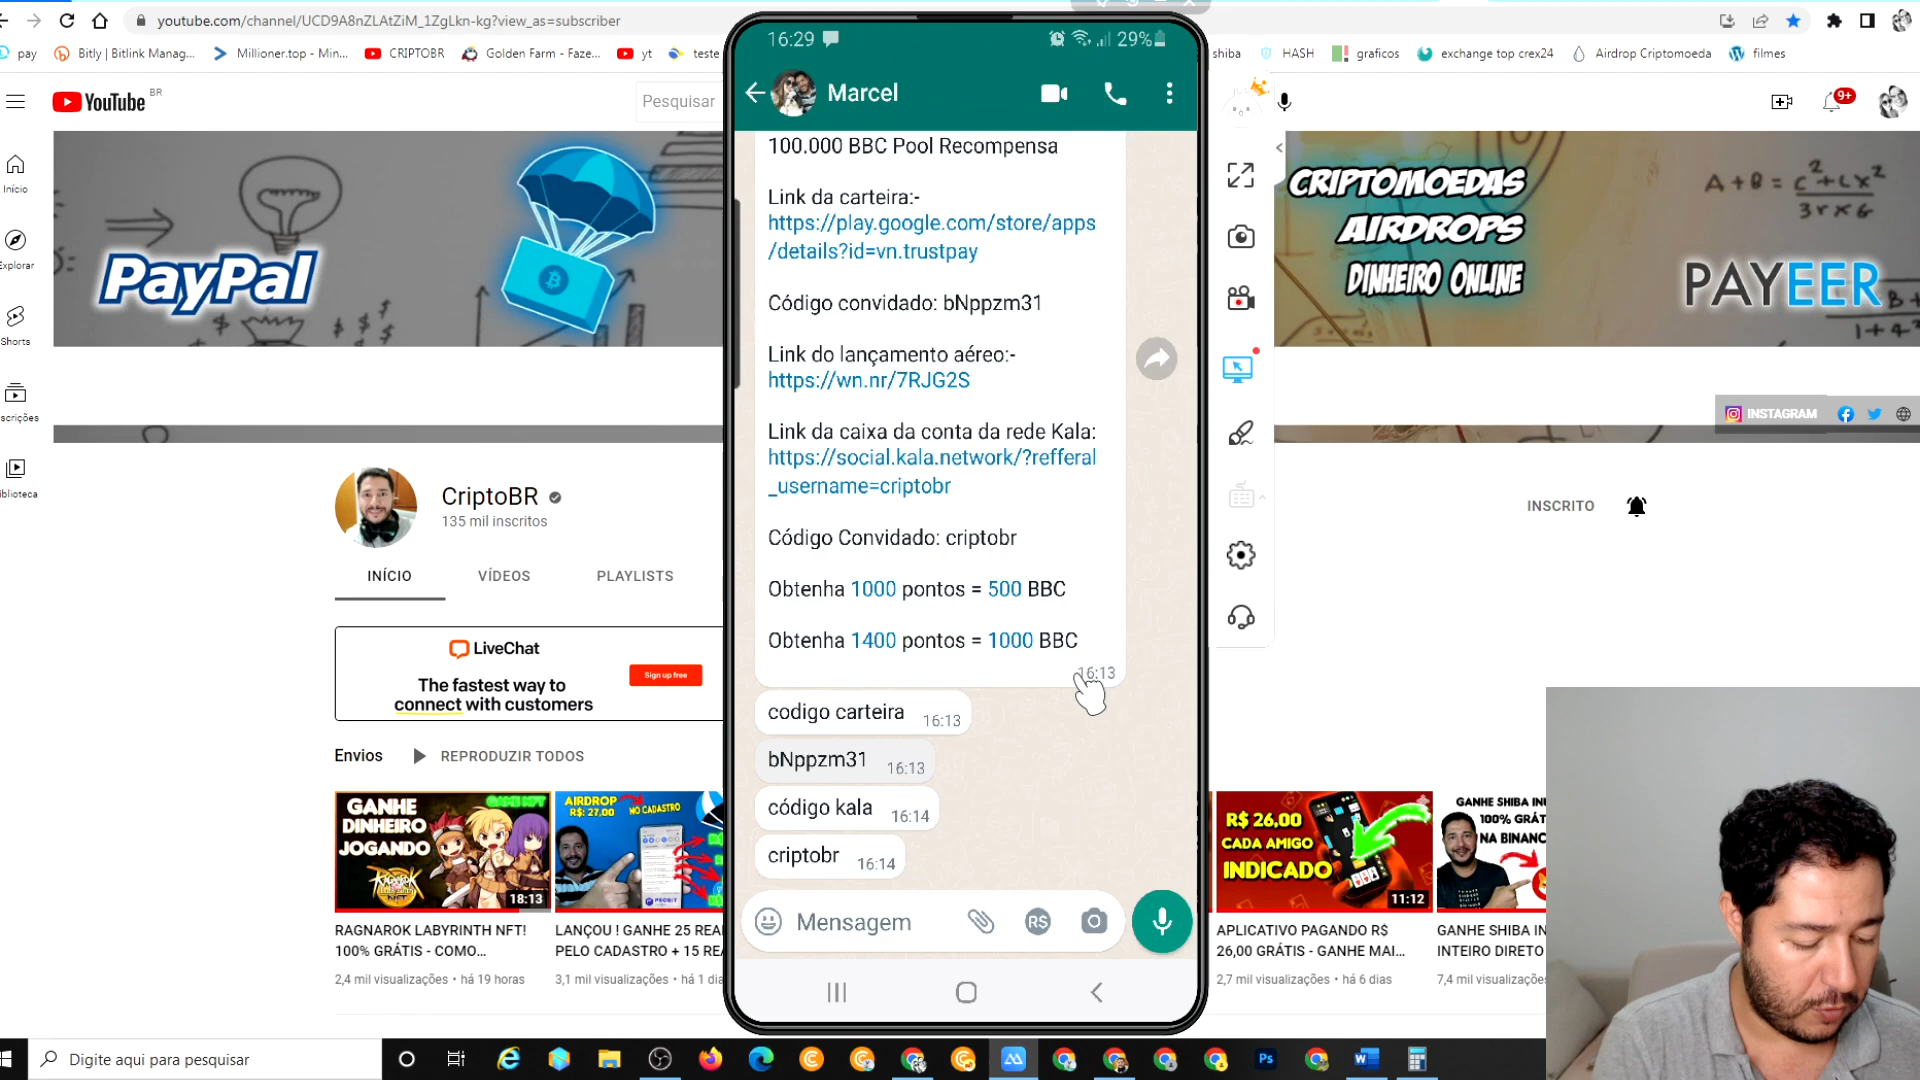 youtube.com/channel/UCD9A8nZLAtZiM_1ZgLkn-kg?view_as=subscriber
pay
Bitly | Bitlink Manag...
Millioner.top - Min...
CRIPTOBR
Golden Farm - Faze...
yt
teste
shiba
HASH
graficos
exchange top crex24
Airdrop Criptomoeda
filmes
YouTube BR
Pesquisar
9+
Início
Explorar
Shorts
scrições
blioteca
PayPal
CRIPTOMOEDAS
AIRDROPS
DINHEIRO ONLINE
PAYEER
INSTAGRAM
CriptoBR
135 mil inscritos
INSCRITO
INÍCIO
VÍDEOS
PLAYLISTS
LiveChat
The fastest way to
connect with customers
Sign up free
Envios
REPRODUZIR TODOS
GANHE
DINHEIRO
JOGANDO
GAME NFT
RAGNAROK
18:13
RAGNAROK LABYRINTH NFT!
100% GRÁTIS - COMO...
2,4 mil visualizações • há 19 horas
AIRDROP
R$: 27,00
NO CADASTRO
LANÇOU ! GANHE 25 REA
PELO CADASTRO + 15 RE
3,1 mil visualizações • há 1 dia
R$ 26,00
CADA AMIGO
INDICADO
11:12
APLICATIVO PAGANDO R$
26,00 GRÁTIS - GANHE MAI...
2,7 mil visualizações • há 6 dias
GANHE SHIBA IN
100% GRÁT
NA BINANC
GANHE SHIBA IN
INTEIRO DIRETO
7,4 mil visualizaçõe
16:29
29%
Marcel
100.000 BBC Pool Recompensa
Link da carteira:-
https://play.google.com/store/apps
/details?id=vn.trustpay
Código convidado: bNppzm31
Link do lançamento aéreo:-
https://wn.nr/7RJG2S
Link da caixa da conta da rede Kala:
https://social.kala.network/?refferal
_username=criptobr
Código Convidado: criptobr
Obtenha 1000 pontos = 500 BBC
Obtenha 1400 pontos = 1000 BBC
16:13
codigo carteira 16:13
bNppzm31 16:13
código kala 16:14
criptobr 16:14
Mensagem
R$
Digite aqui para pesquisar
Ps